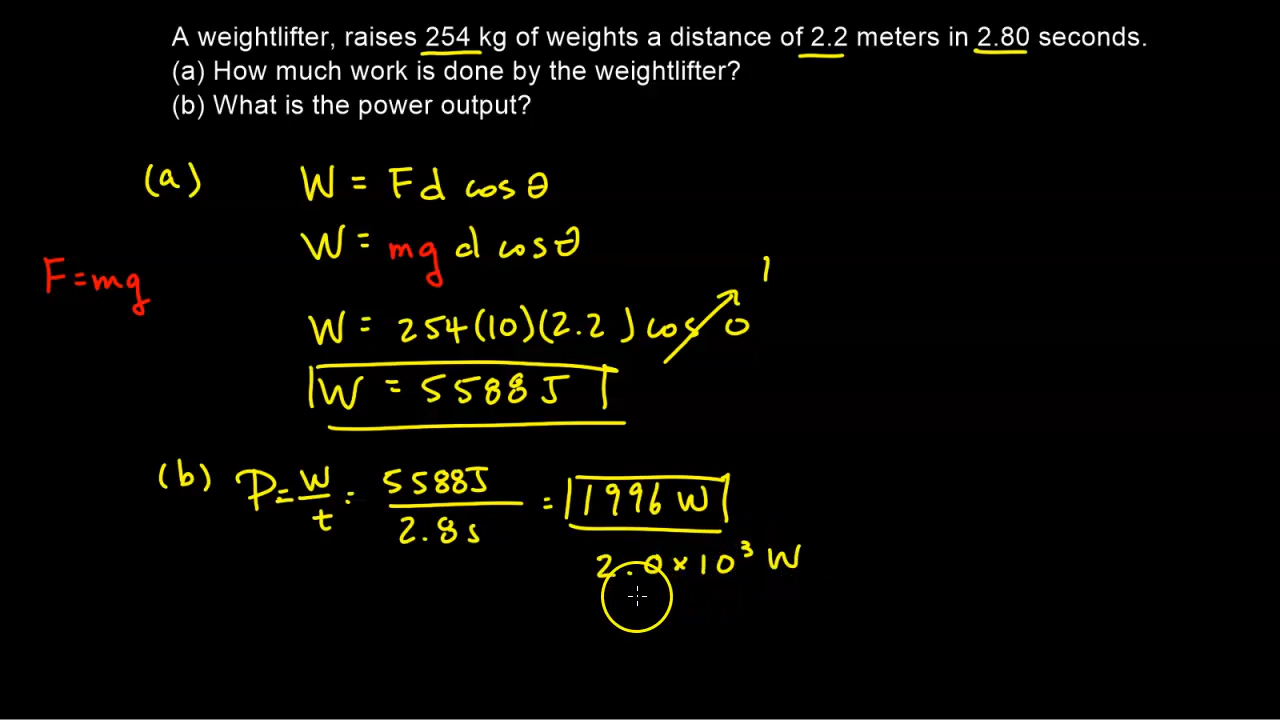 A weightlifter, raises 254 kg of weights a distance of 2.2 meters in 2.80 seconds.
(a) How much work is done by the weightlifter?
(b) What is the power output?
(a) W = Fd cos θ
W = mg d cos θ
F = mg
W = 254(10)(2.2) cos 0 1
W = 5588 J
(b) P = W/t = 5588J/2.8s = 1996 W
2.0 × 10³ W